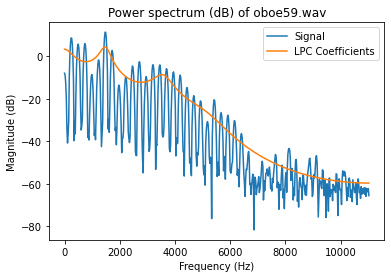 Power spectrum (dB) of oboe59.wav
Signal
LPC Coefficients
Magnitude (dB)
0
−20
−40
−60
−80
0
2000
4000
6000
8000
10000
Frequency (Hz)